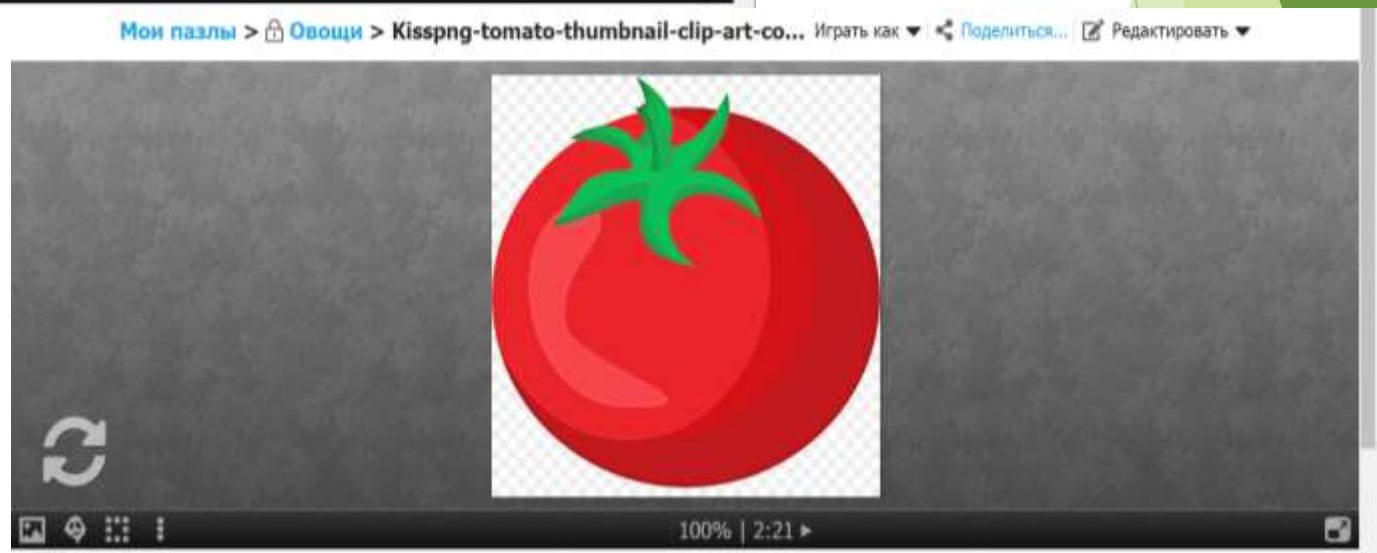 Мои пазлы > Овощи > Kisspng-tomato-thumbnail-clip-art-co... Играть как ▼ Поделиться... Редактировать ▼
100% | 2:21 ▸